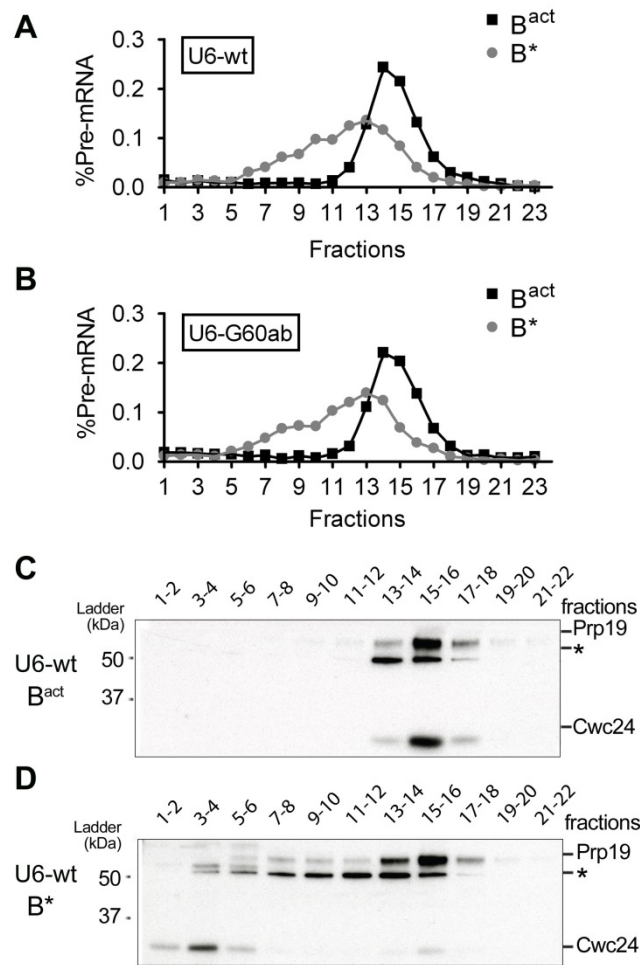 A
U6-wt
B^act
B*
%Pre-mRNA
0.3
0.2
0.1
0.0
1 3 5 7 9 11 13 15 17 19 21 23
Fractions
B
U6-G60ab
B^act
B*
%Pre-mRNA
0.3
0.2
0.1
0.0
1 3 5 7 9 11 13 15 17 19 21 23
Fractions
C
1-2 3-4 5-6 7-8 9-10 11-12 13-14 15-16 17-18 19-20 21-22 fractions
Ladder
(kDa)
U6-wt
B^act
50
37
Prp19
*
Cwc24
D
1-2 3-4 5-6 7-8 9-10 11-12 13-14 15-16 17-18 19-20 21-22 fractions
Ladder
(kDa)
U6-wt
B*
50
37
Prp19
*
Cwc24